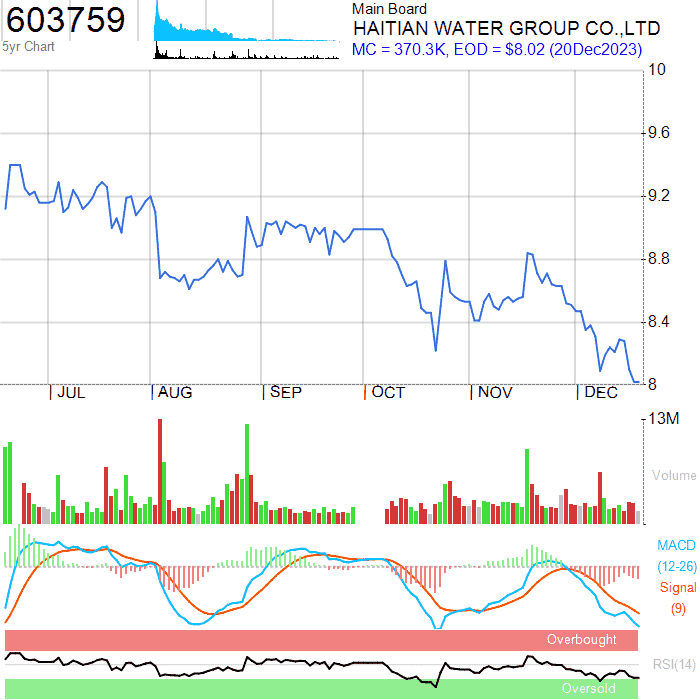 603759
5yr Chart
Main Board
HAITIAN WATER GROUP CO.,LTD
MC = 370.3K, EOD = $8.02 (20Dec2023)
10
9.6
9.2
8.8
8.4
8
JUL AUG SEP OCT NOV DEC
13M
Volume
MACD
(12-26)
Signal
(9)
Overbought
RSI(14)
Oversold